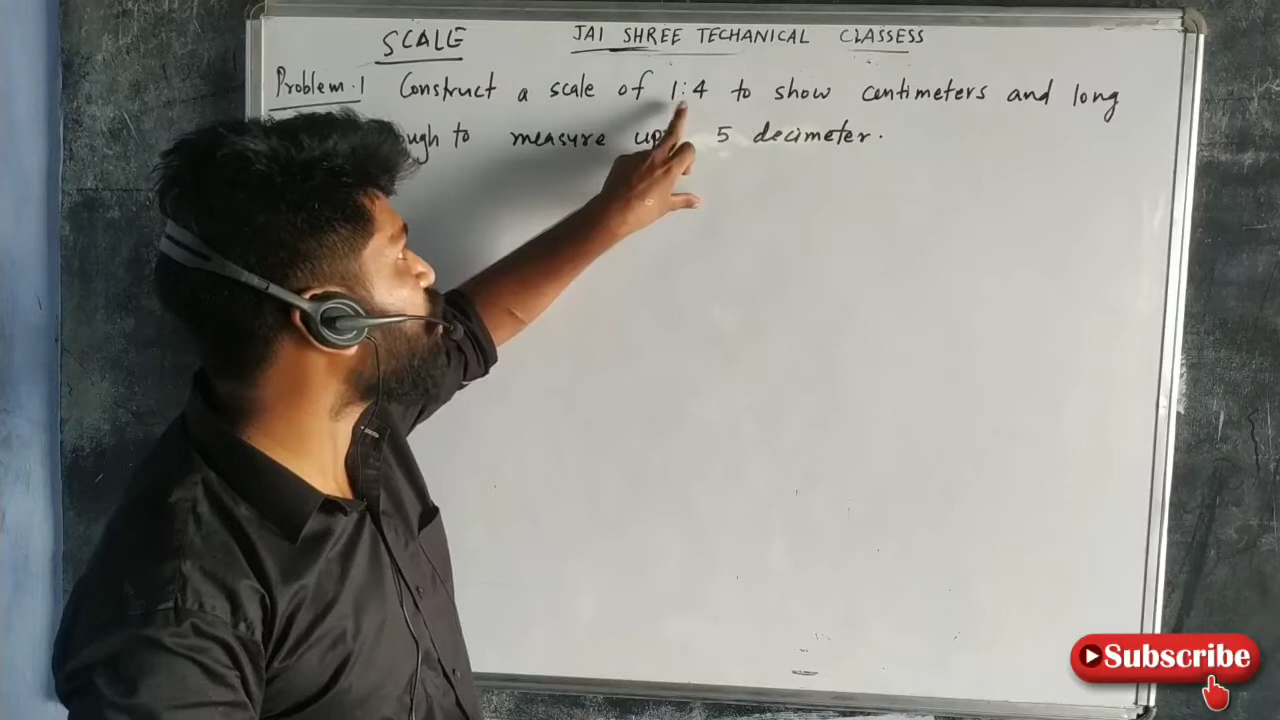 SCALE
JAI SHREE TECHANICAL CLASSESS
Problem.1 Construct a scale of 1:4 to show centimeters and long
to measure 5 decimeter.
Subscribe